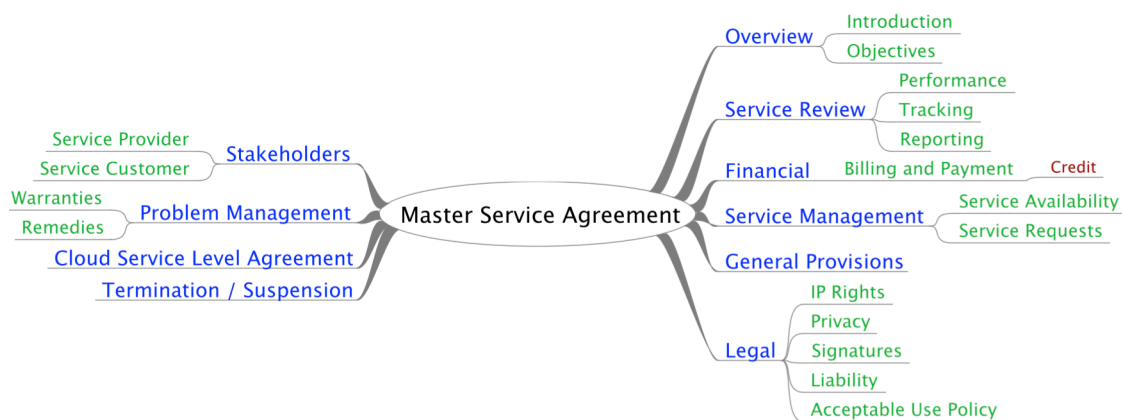 Master Service Agreement
Overview
Introduction
Objectives
Service Review
Performance
Tracking
Reporting
Financial
Billing and Payment
Credit
Service Management
Service Availability
Service Requests
General Provisions
Legal
IP Rights
Privacy
Signatures
Liability
Acceptable Use Policy
Stakeholders
Service Provider
Service Customer
Problem Management
Warranties
Remedies
Cloud Service Level Agreement
Termination / Suspension